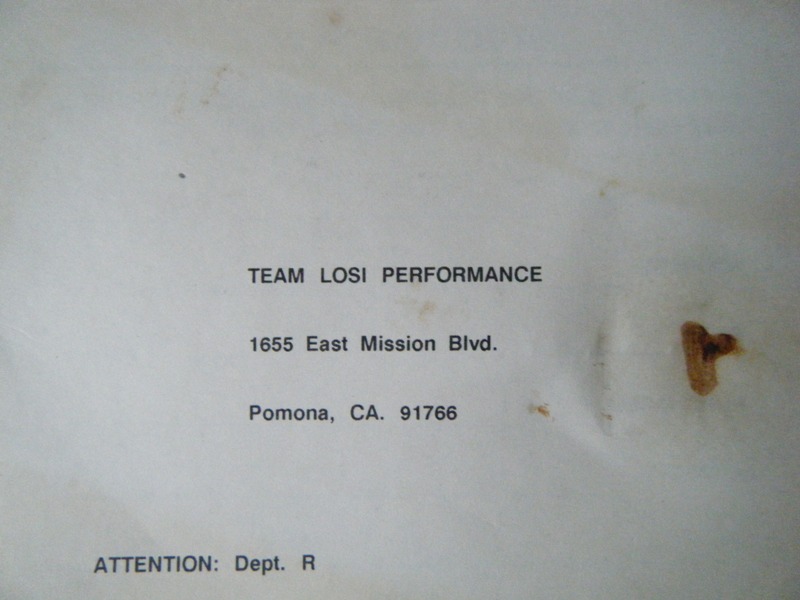 TEAM LOSI PERFORMANCE
1655 East Mission Blvd.
Pomona, CA. 91766
ATTENTION: Dept. R